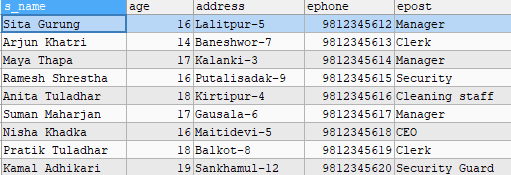 s_name age address ephone epost
Sita Gurung 16 Lalitpur-5 9812345612 Manager
Arjun Khatri 14 Baneshwor-7 9812345613 Clerk
Maya Thapa 17 Kalanki-3 9812345614 Manager
Ramesh Shrestha 16 Putalisadak-9 9812345615 Security
Anita Tuladhar 18 Kirtipur-4 9812345616 Cleaning staff
Suman Maharjan 17 Gausala-6 9812345617 Manager
Nisha Khadka 16 Maitidevi-5 9812345618 CEO
Pratik Tuladhar 18 Balkot-8 9812345619 Clerk
Kamal Adhikari 19 Sankhamul-12 9812345620 Security Guard